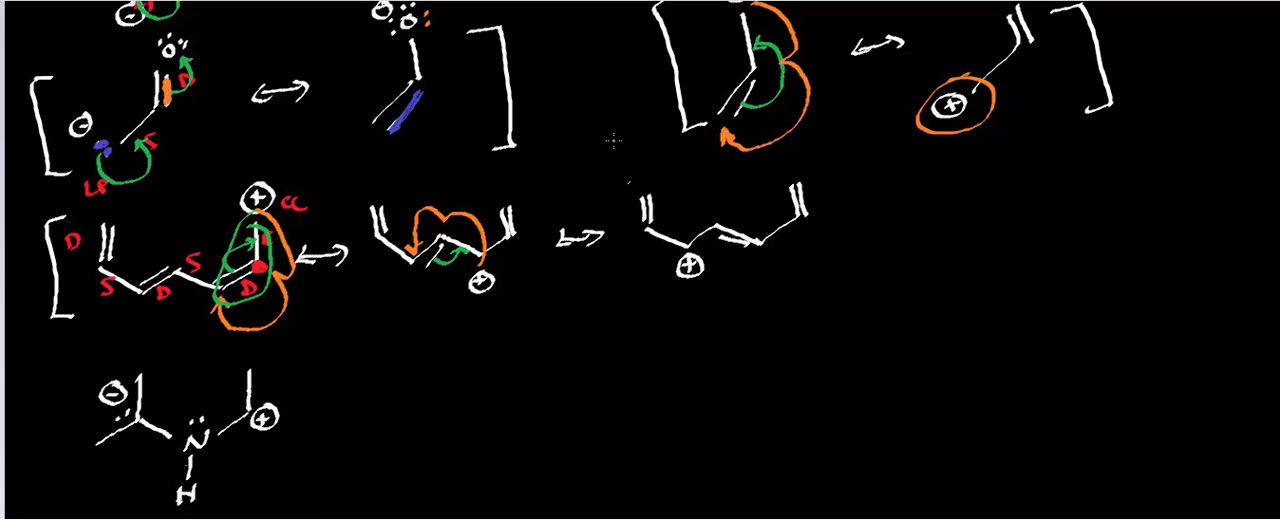 ⊖
:Ö: D :Ö:
⊖ S ⊕
LP
⊕ CC
D S S D D ⊕ ⊕
⊖ ⊕
N̈
H